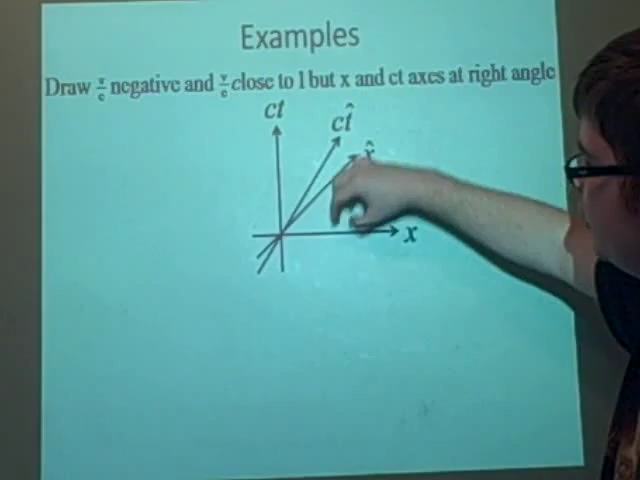 Examples
Draw v/c negative and v/c close to 1 but x and ct axes at right angle
ct
ct̂
x̂
x